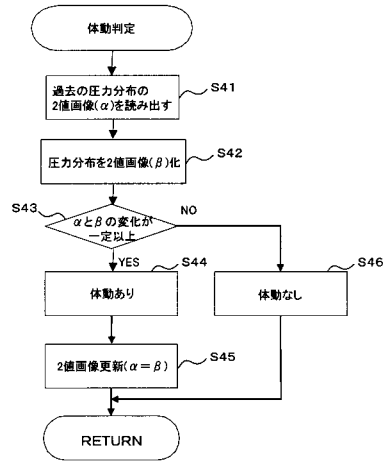 体動判定
過去の圧力分布の
2値画像(α)を読み出す
S41
圧力分布を2値画像(β)化
S42
S43
αとβの変化が
一定以上
NO
YES
S44
体動あり
S46
体動なし
2値画像更新(α=β)
S45
RETURN